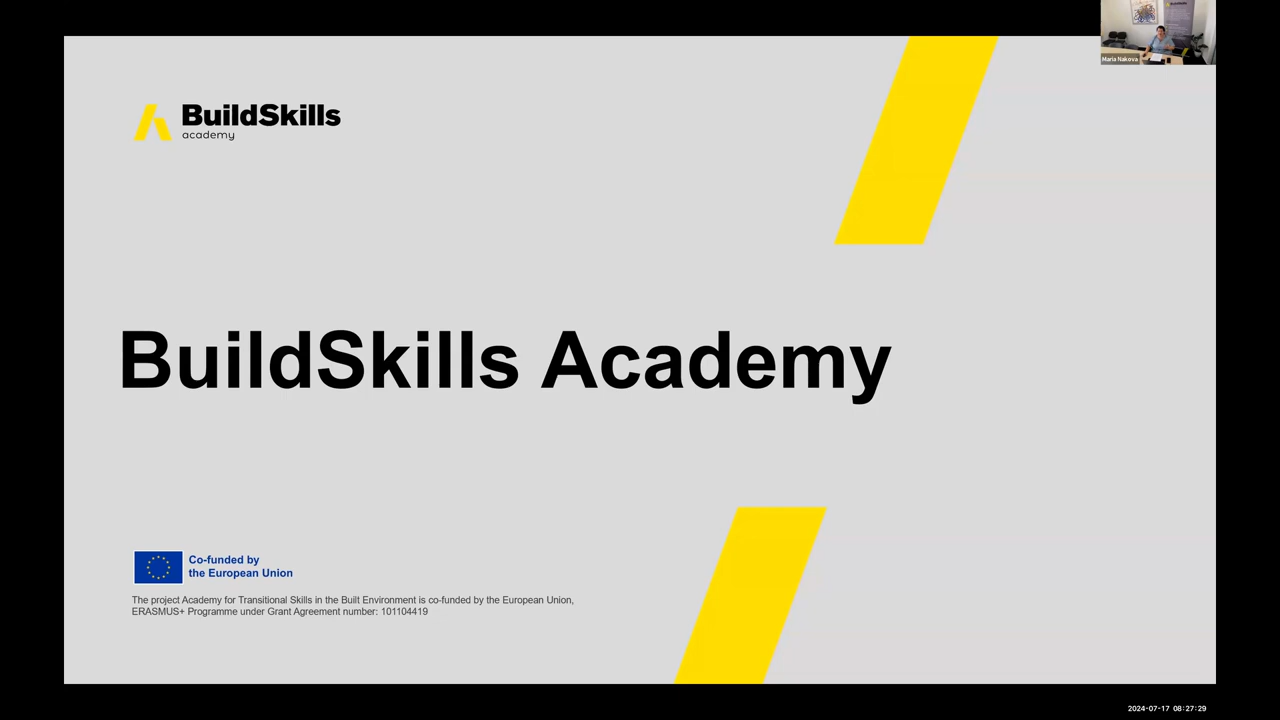 Maria Nakova
BuildSkills
academy
BuildSkills Academy
Co-funded by
the European Union
The project Academy for Transitional Skills in the Built Environment is co-funded by the European Union,
ERASMUS+ Programme under Grant Agreement number: 101104419
2024-07-17 08:27:29